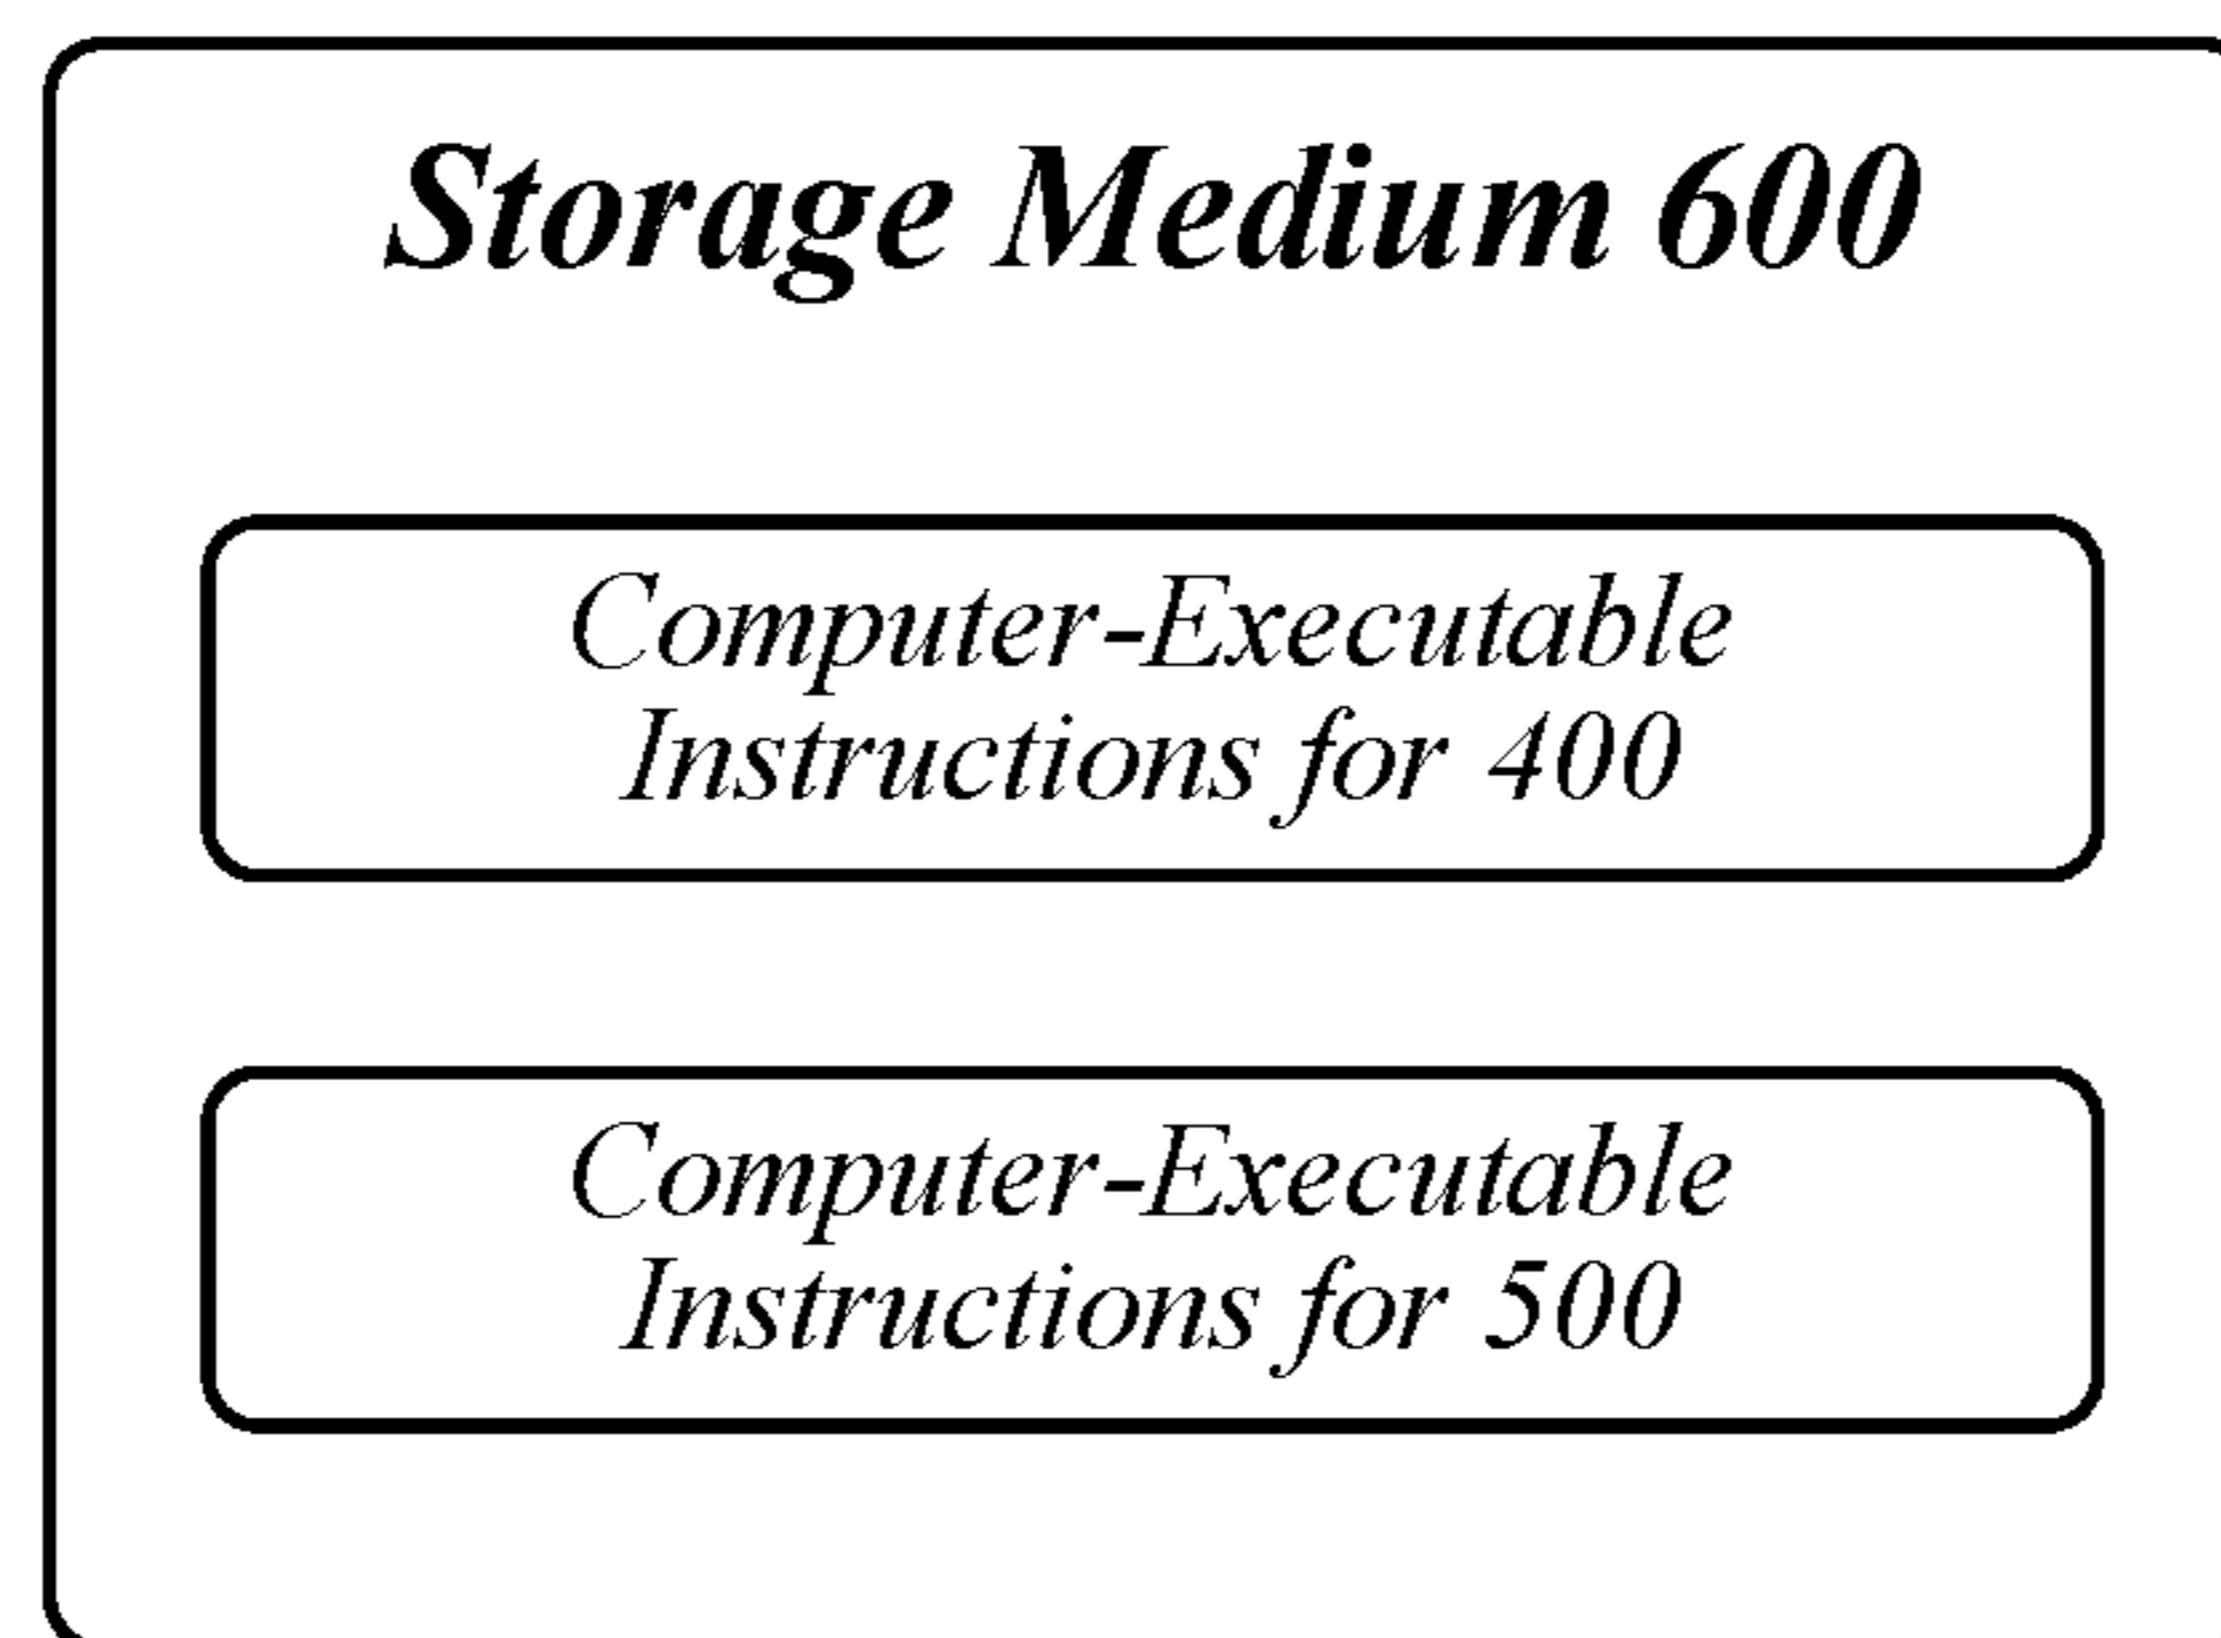 Storage Medium 600
Computer-Executable
Instructions for 400
Computer-Executable
Instructions for 500